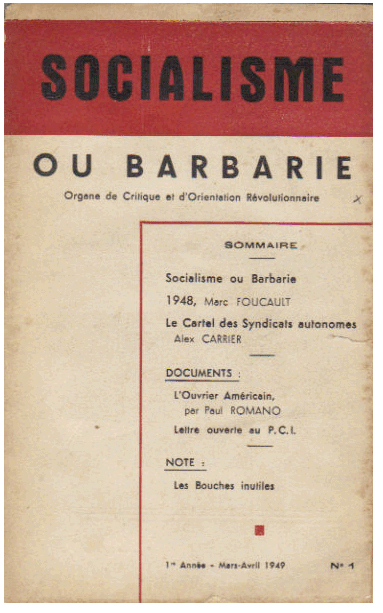 SOCIALISME
OU BARBARIE
Organe de Critique et d'Orientation Révolutionnaire
SOMMAIRE
Socialisme ou Barbarie
1948, Marc FOUCAULT
Le Cartel des Syndicats autonomes
Alex CARRIER
DOCUMENTS :
L'Ouvrier Américain,
par Paul ROMANO
Lettre ouverte au P.C.I.
NOTE :
Les Bouches inutiles
1re Année - Mars-Avril 1949 No 1